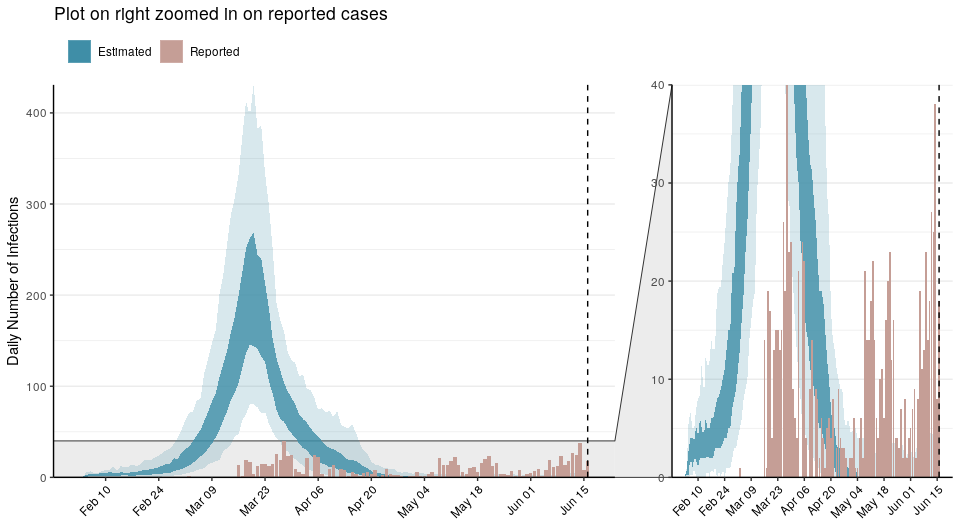 Plot on right zoomed in on reported cases
Estimated Reported
Daily Number of Infections
400
300
200
100
0
Feb 10 Feb 24 Mar 09 Mar 23 Apr 06 Apr 20 May 04 May 18 Jun 01 Jun 15
40
30
20
10
0
Feb 10 Feb 24 Mar 09 Mar 23 Apr 06 Apr 20 May 04 May 18 Jun 01 Jun 15